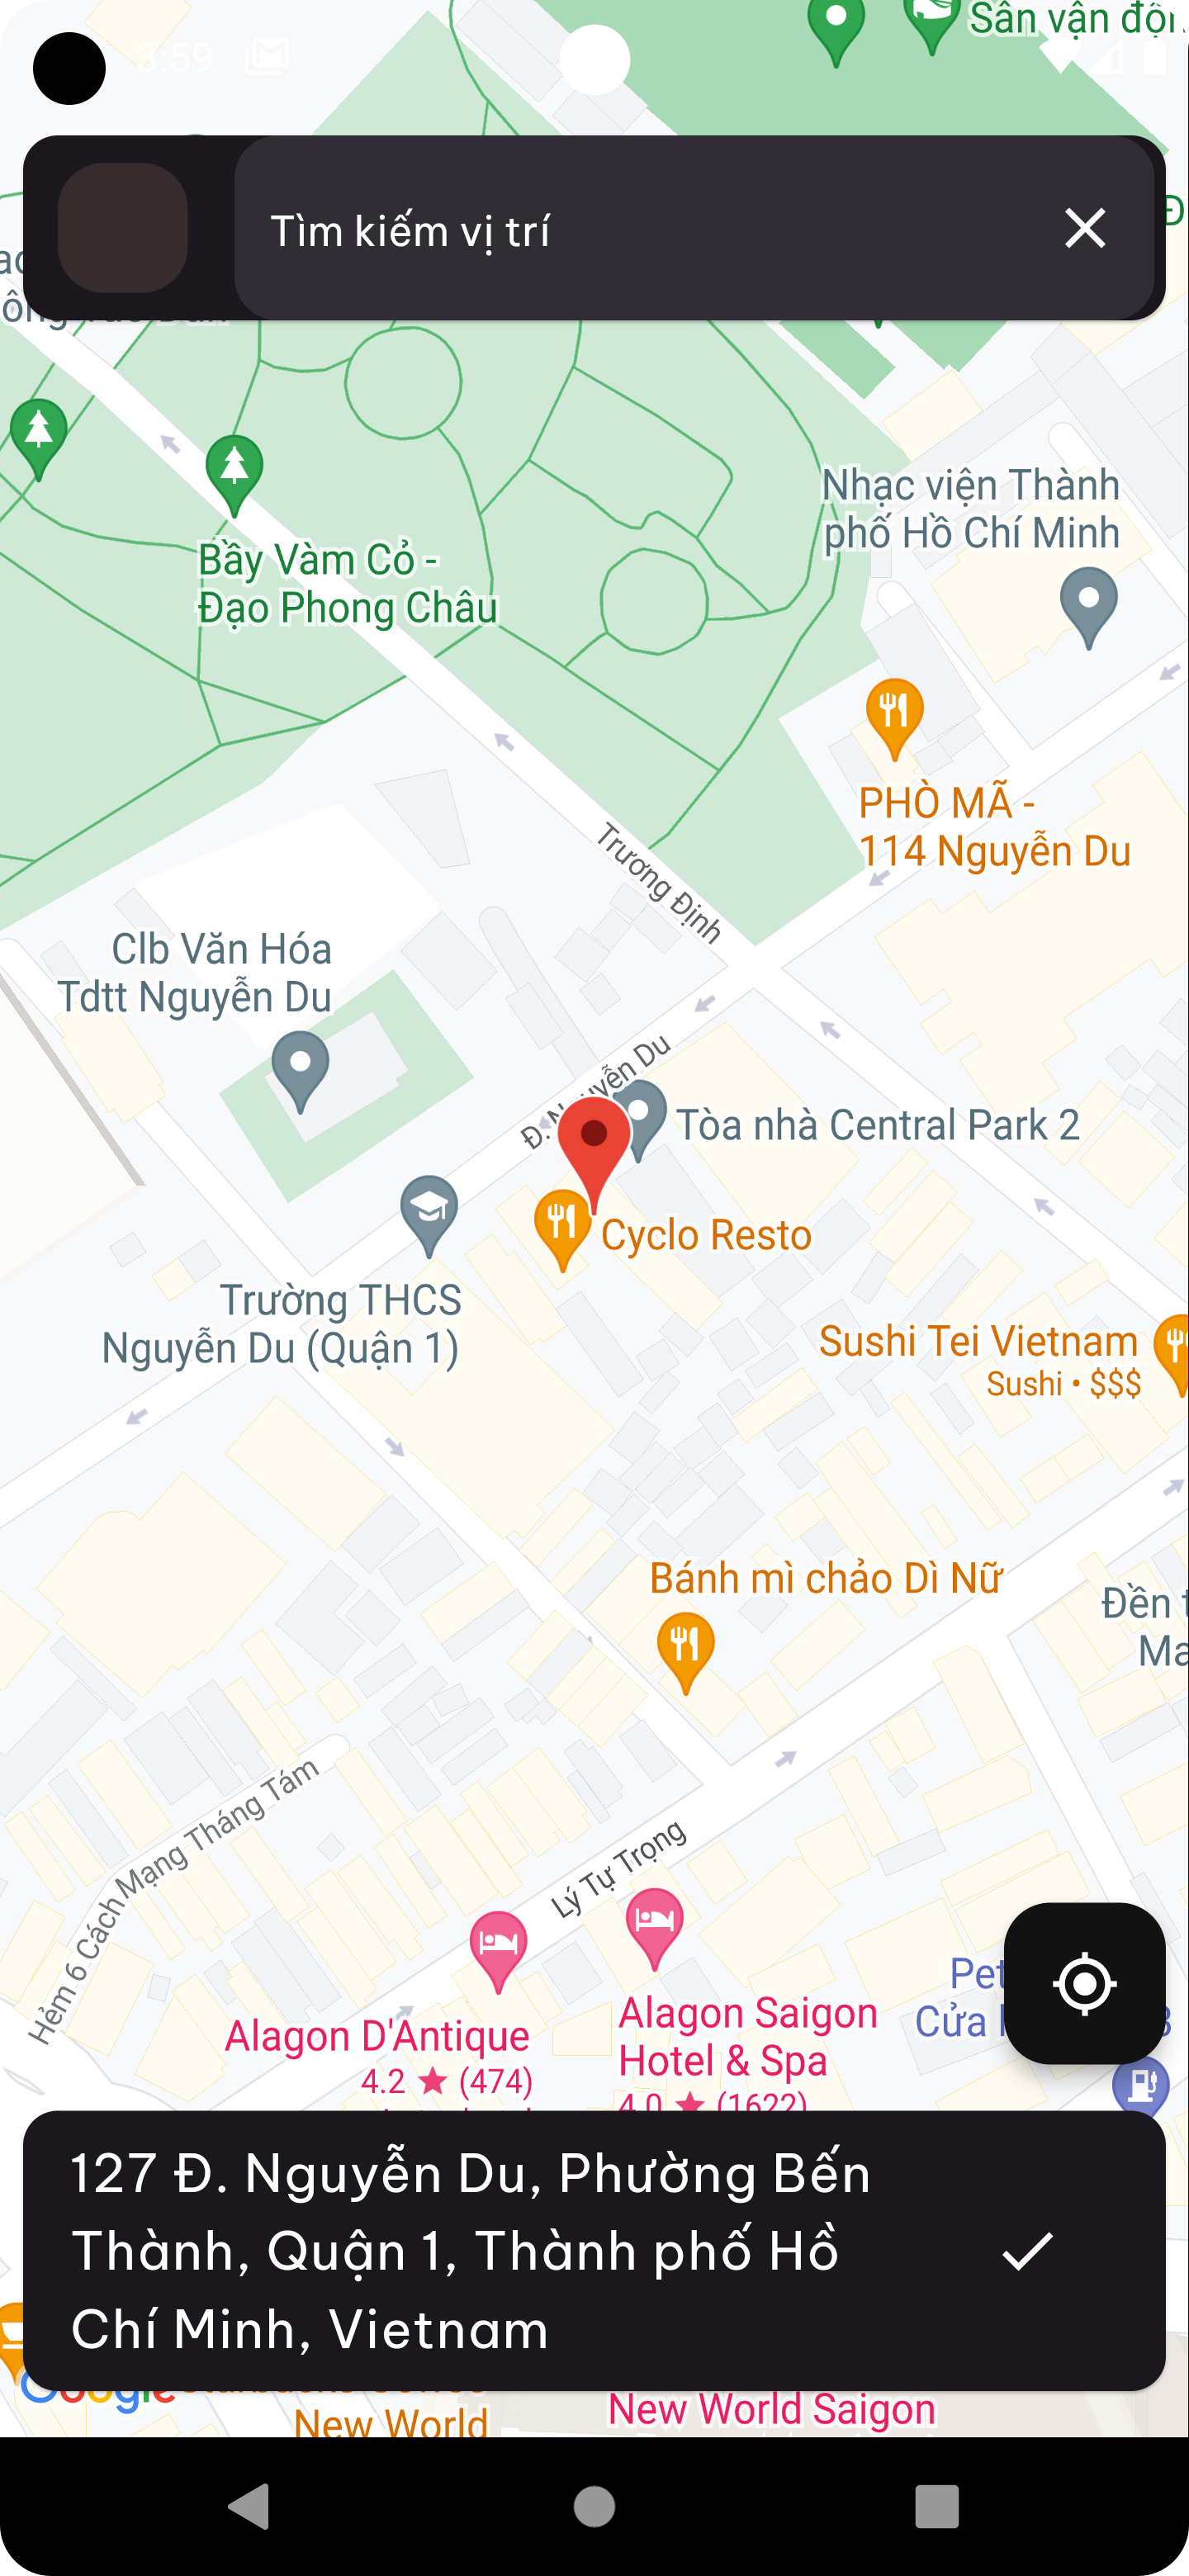 3:59
Sân vận độn
Tìm kiếm vị trí
Nhạc viện Thành
phố Hồ Chí Minh
Bầy Vàm Cỏ -
Đạo Phong Châu
PHÒ MÃ -
114 Nguyễn Du
Trương Định
Clb Văn Hóa
Tdtt Nguyễn Du
Đ. Nguyễn Du
Tòa nhà Central Park 2
Cyclo Resto
Trường THCS
Nguyễn Du (Quận 1)
Sushi Tei Vietnam
Sushi • $$$
Bánh mì chảo Dì Nữ
Đền
Hẻm 6 Cách Mạng Tháng Tám
Lý Tự Trọng
Alagon D'Antique
4.2 ★ (474)
Alagon Saigon
Hotel & Spa
4.0 ★ (1622)
Cửa
127 Đ. Nguyễn Du, Phường Bến
Thành, Quận 1, Thành phố Hồ
Chí Minh, Vietnam
Google
New World
New World Saigon